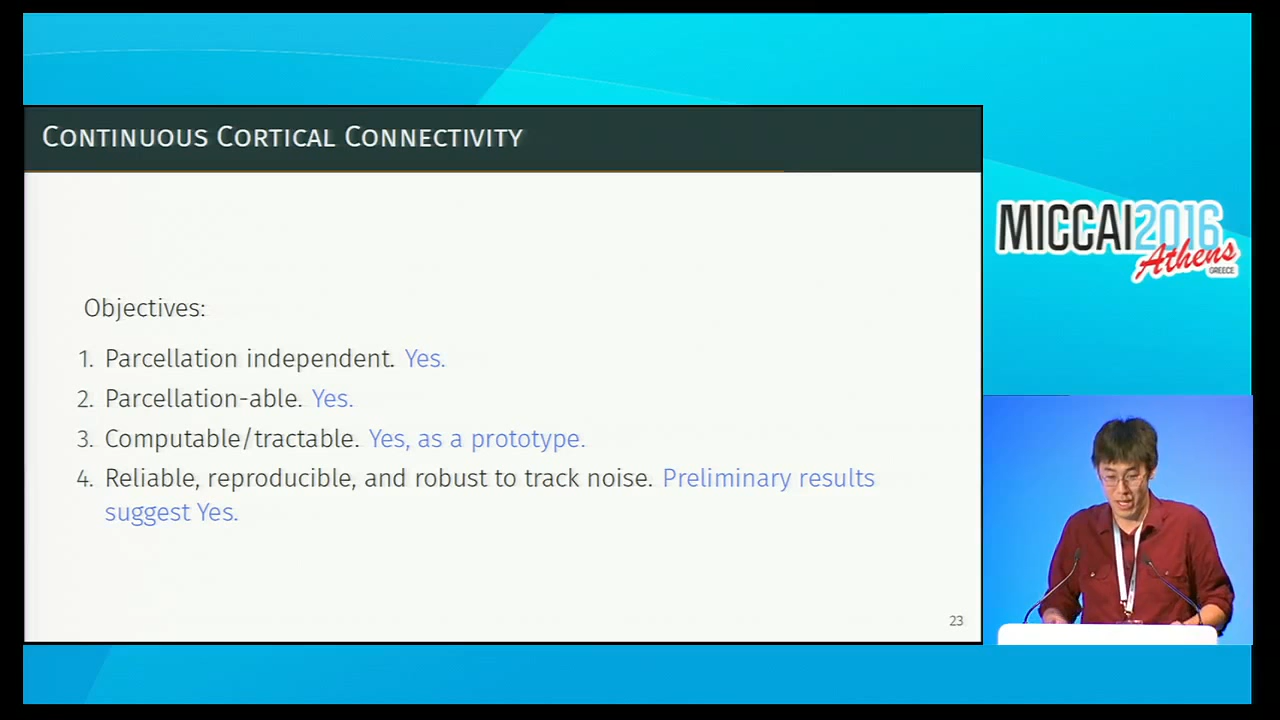 CONTINUOUS CORTICAL CONNECTIVITY
MICCAI2016
Athens
GREECE
Objectives:
1. Parcellation independent. Yes.
2. Parcellation-able. Yes.
3. Computable/tractable. Yes, as a prototype.
4. Reliable, reproducible, and robust to track noise. Preliminary results
suggest Yes.
23